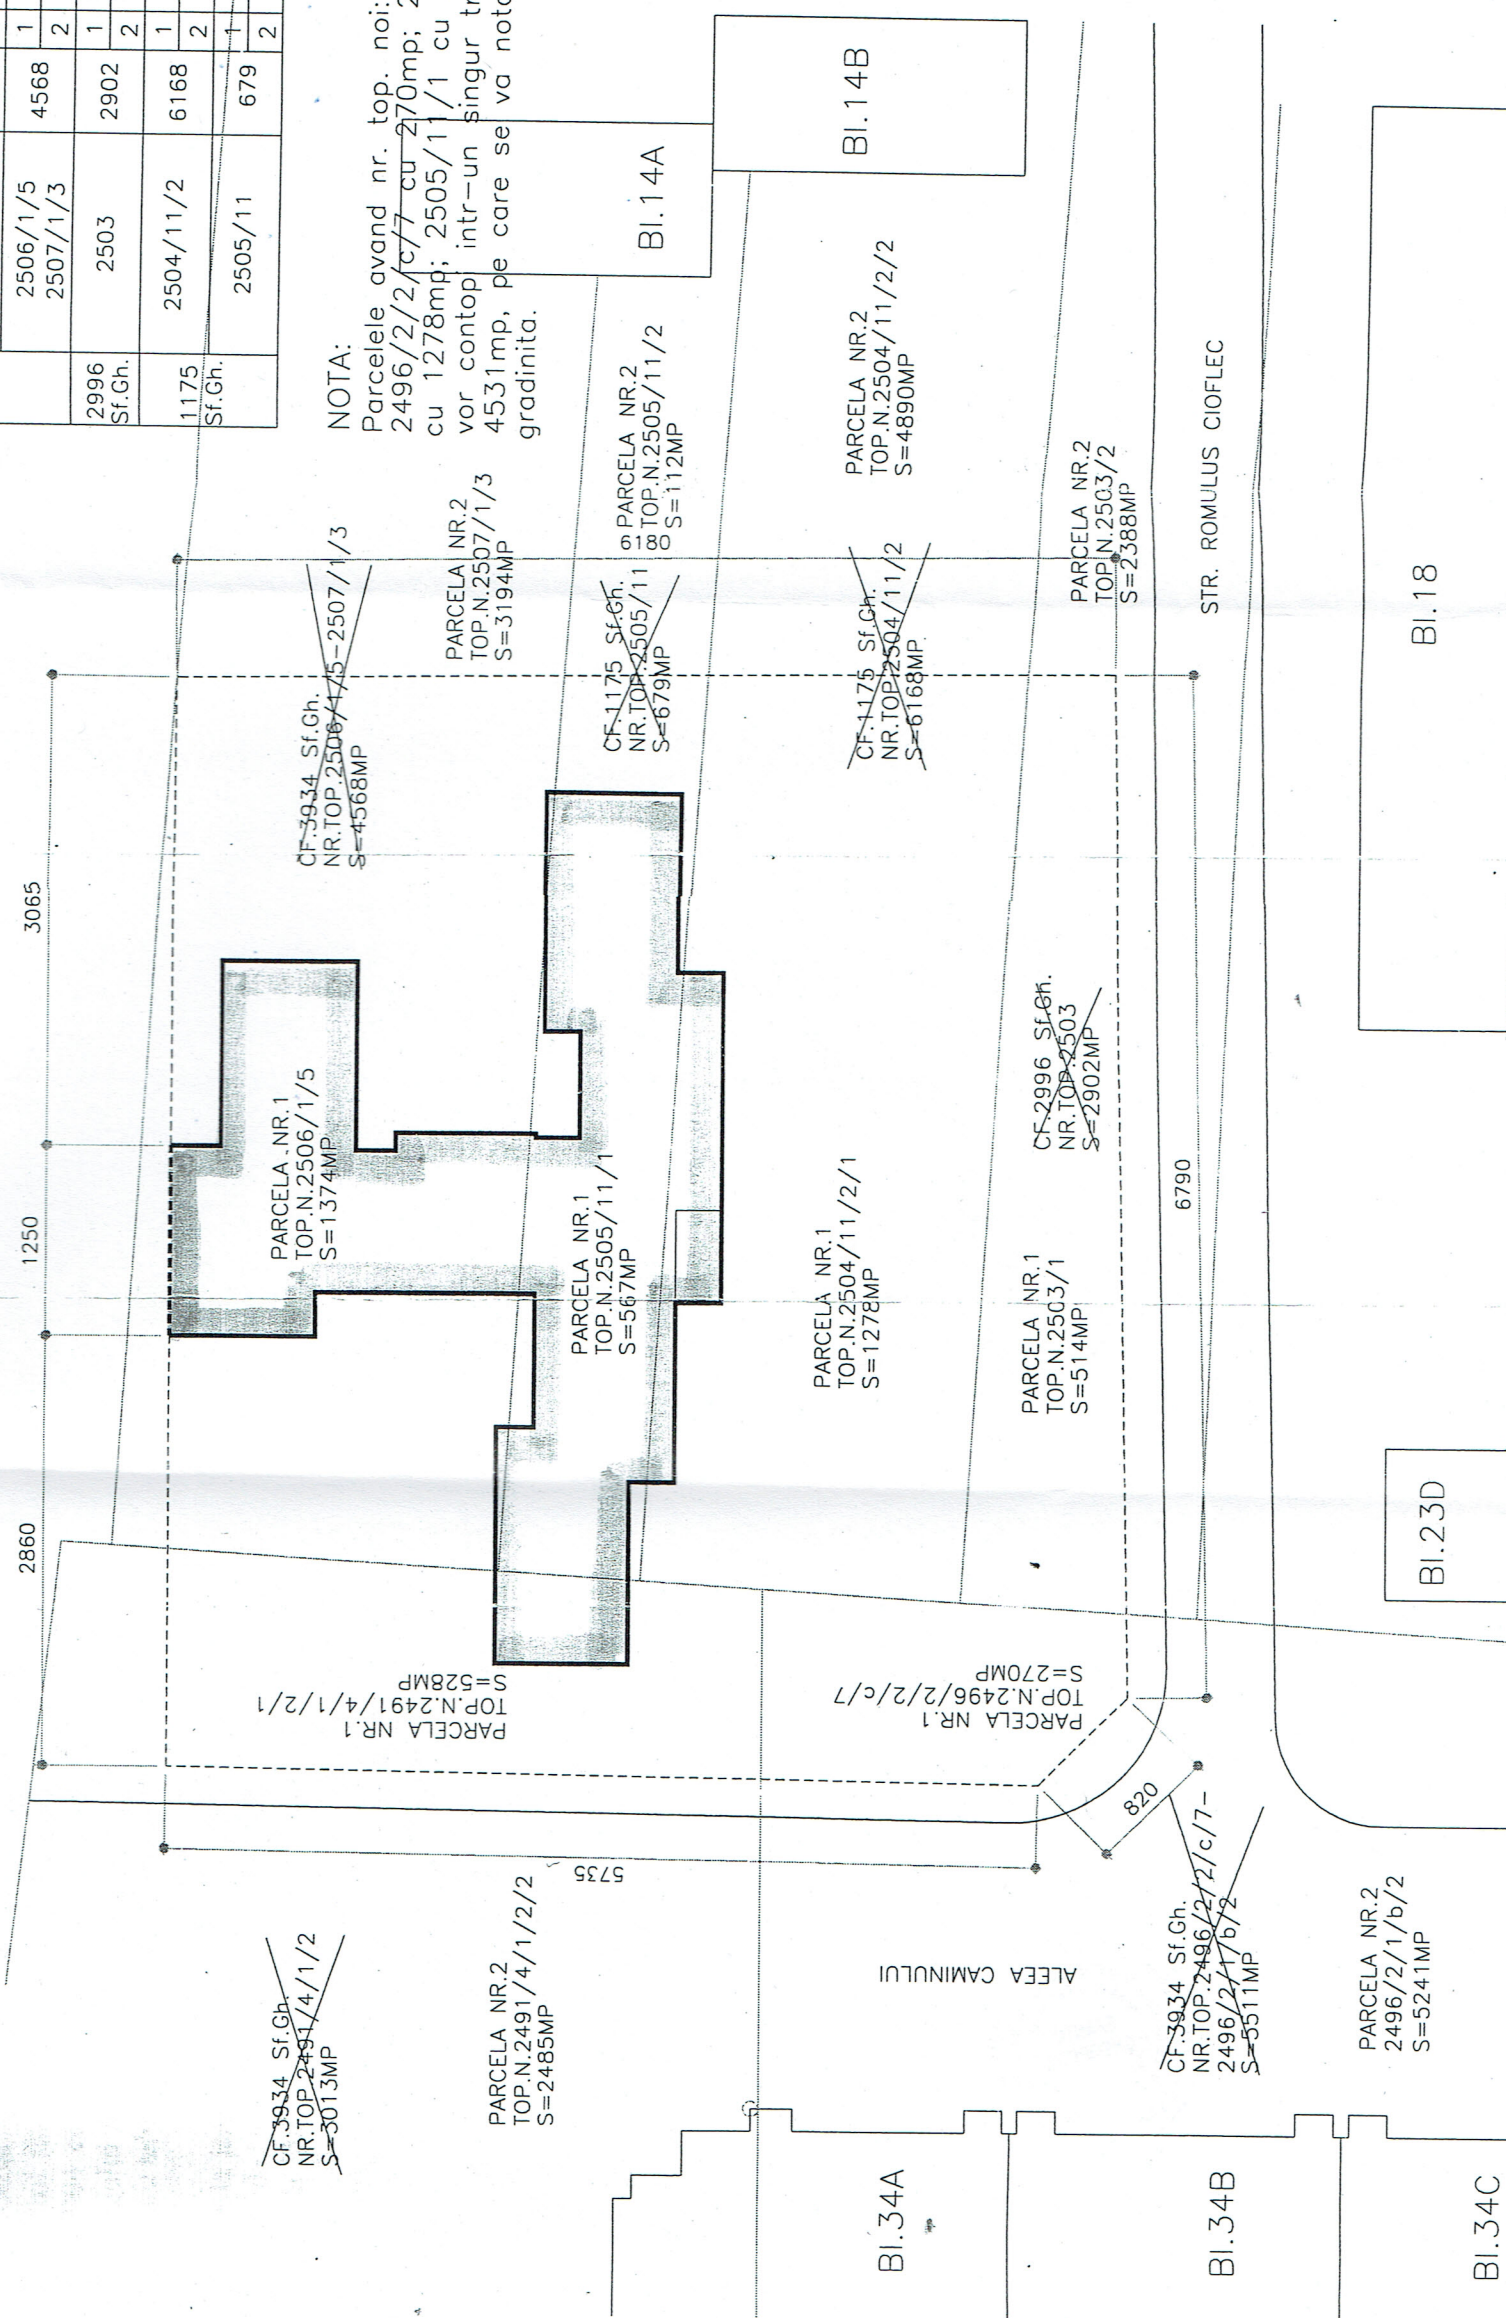 2506/1/5
2507/1/3
4568
1
2
2996
Sf.Gh.
2503
2902
1
2
1175
Sf.Gh.
2504/11/2
6168
1
2
2505/11
679
1
2
NOTA:
Parcelele avand nr. top. noi:
2496/2/2/c/7 cu 270mp; 2
cu 1278mp; 2505/11/1 cu
vor contopi intr-un singur tr
4531mp, pe care se va nota
gradinita.
2860
1250
3065
CF.3934 Sf.Gh.
NR.TOP.2506/1/5-2507/1/3
S=4568MP
PARCELA NR.2
TOP.N.2507/1/3
S=3194MP
PARCELA NR.1
TOP.N.2506/1/5
S=1374MP
CF.1175 Sf.Gh.
NR.TOP.2505/11
S=679MP
6180
PARCELA NR.2
TOP.N.2505/11/2
S=112MP
Bl.14A
Bl.14B
PARCELA NR.1
TOP.N.2505/11/1
S=567MP
CF.1175 Sf.Gh.
NR.TOP.2504/11/2
S=6168MP
PARCELA NR.2
TOP.N.2504/11/2/2
S=4890MP
PARCELA NR.1
TOP.N.2504/11/2/1
S=1278MP
PARCELA NR.1
TOP.N.2503/1
S=514MP
CF.2996 Sf.Gh.
NR.TOP.2503
S=2902MP
PARCELA NR.2
TOP.N.2503/2
S=2388MP
6790
STR. ROMULUS CIOFLEC
Bl.18
Bl.23D
PARCELA NR.1
TOP.N.2491/4/1/2/1
S=528MP
PARCELA NR.1
TOP.N.2496/2/2/c/7
S=270MP
5735
820
CF.3934 Sf.Gh.
NR.TOP.2491/4/1/2
S=3013MP
PARCELA NR.2
TOP.N.2491/4/1/2/2
S=2485MP
ALEEA CAMINULUI
CF.3934 Sf.Gh.
NR.TOP.2496/2/2/c/7-
2496/2/1/b/2
S=5511MP
PARCELA NR.2
2496/2/1/b/2
S=5241MP
Bl.34A
Bl.34B
Bl.34C